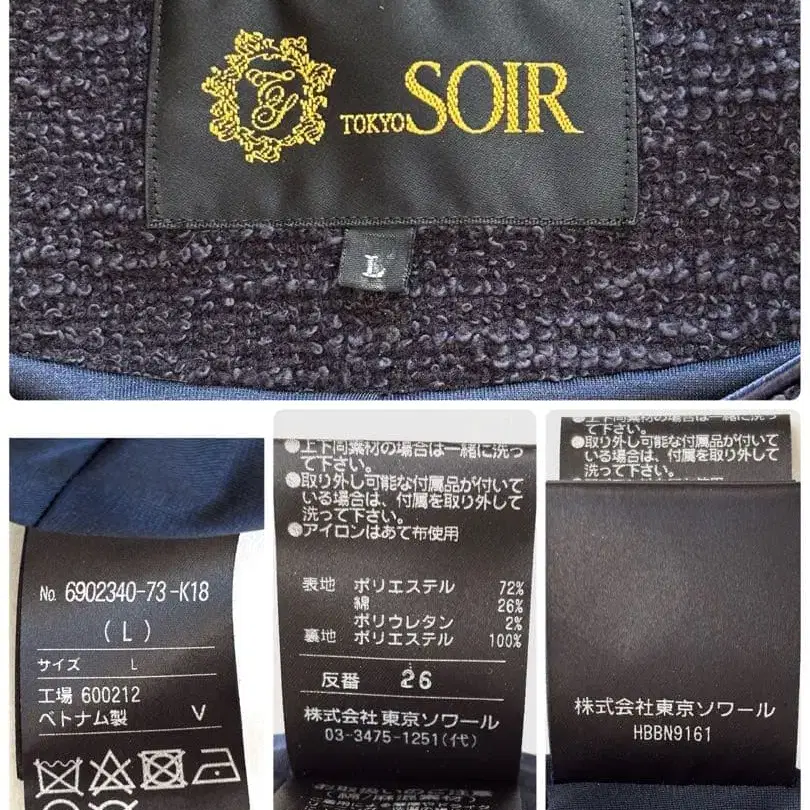 TOKYO SOIR
L
No. 6902340-73-K18
(L)
サイズ L
工場 600212
ベトナム製 V
●上下同素材の場合は一緒に洗っ
て下さい。
●取り外し可能な付属品が付いて
いる場合は、付属を取り外して
洗って下さい。
●アイロンはあて布使用
表地 ポリエステル 72%
綿 26%
ポリウレタン 2%
裏地 ポリエステル 100%
反番 26
株式会社東京ソワール
03-3475-1251(代)
て下さい。
●取り外し可能な付属品が付いて
いる場合は、付属を取り外して
洗って下さい。
株式会社東京ソワール
HBBN9161